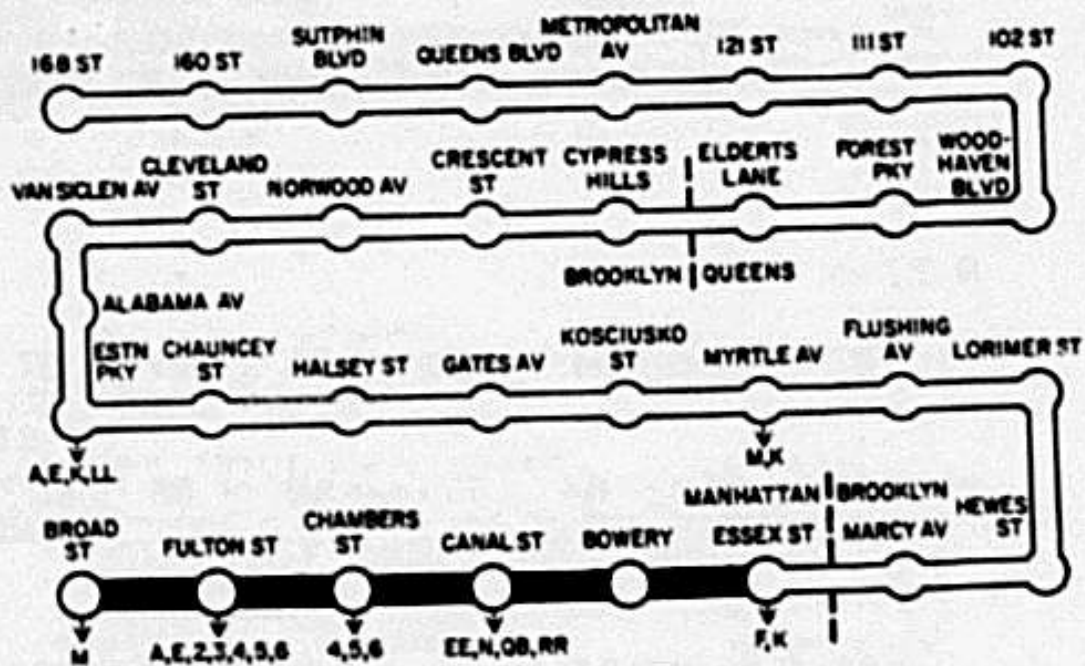 168 ST
160 ST
SUTPHIN
BLVD
QUEENS BLVD
METROPOLITAN
AV
121 ST
111 ST
102 ST
VAN SICLEN AV
CLEVELAND
ST
NORWOOD AV
CRESCENT
ST
CYPRESS
HILLS
ELDERTS
LANE
FOREST
PKY
WOOD-
HAVEN
BLVD
BROOKLYN
QUEENS
ALABAMA AV
ESTN
PKY
CHAUNCEY
ST
HALSEY ST
GATES AV
KOSCIUSKO
ST
MYRTLE AV
FLUSHING
AV
LORIMER ST
A,E,K,LL
M,K
BROAD
ST
FULTON ST
CHAMBERS
ST
CANAL ST
BOWERY
MANHATTAN
ESSEX ST
BROOKLYN
MARCY AV
HEWES
ST
M
A,E,2,3,4,5,6
4,5,6
EE,N,QB,RR
F,K